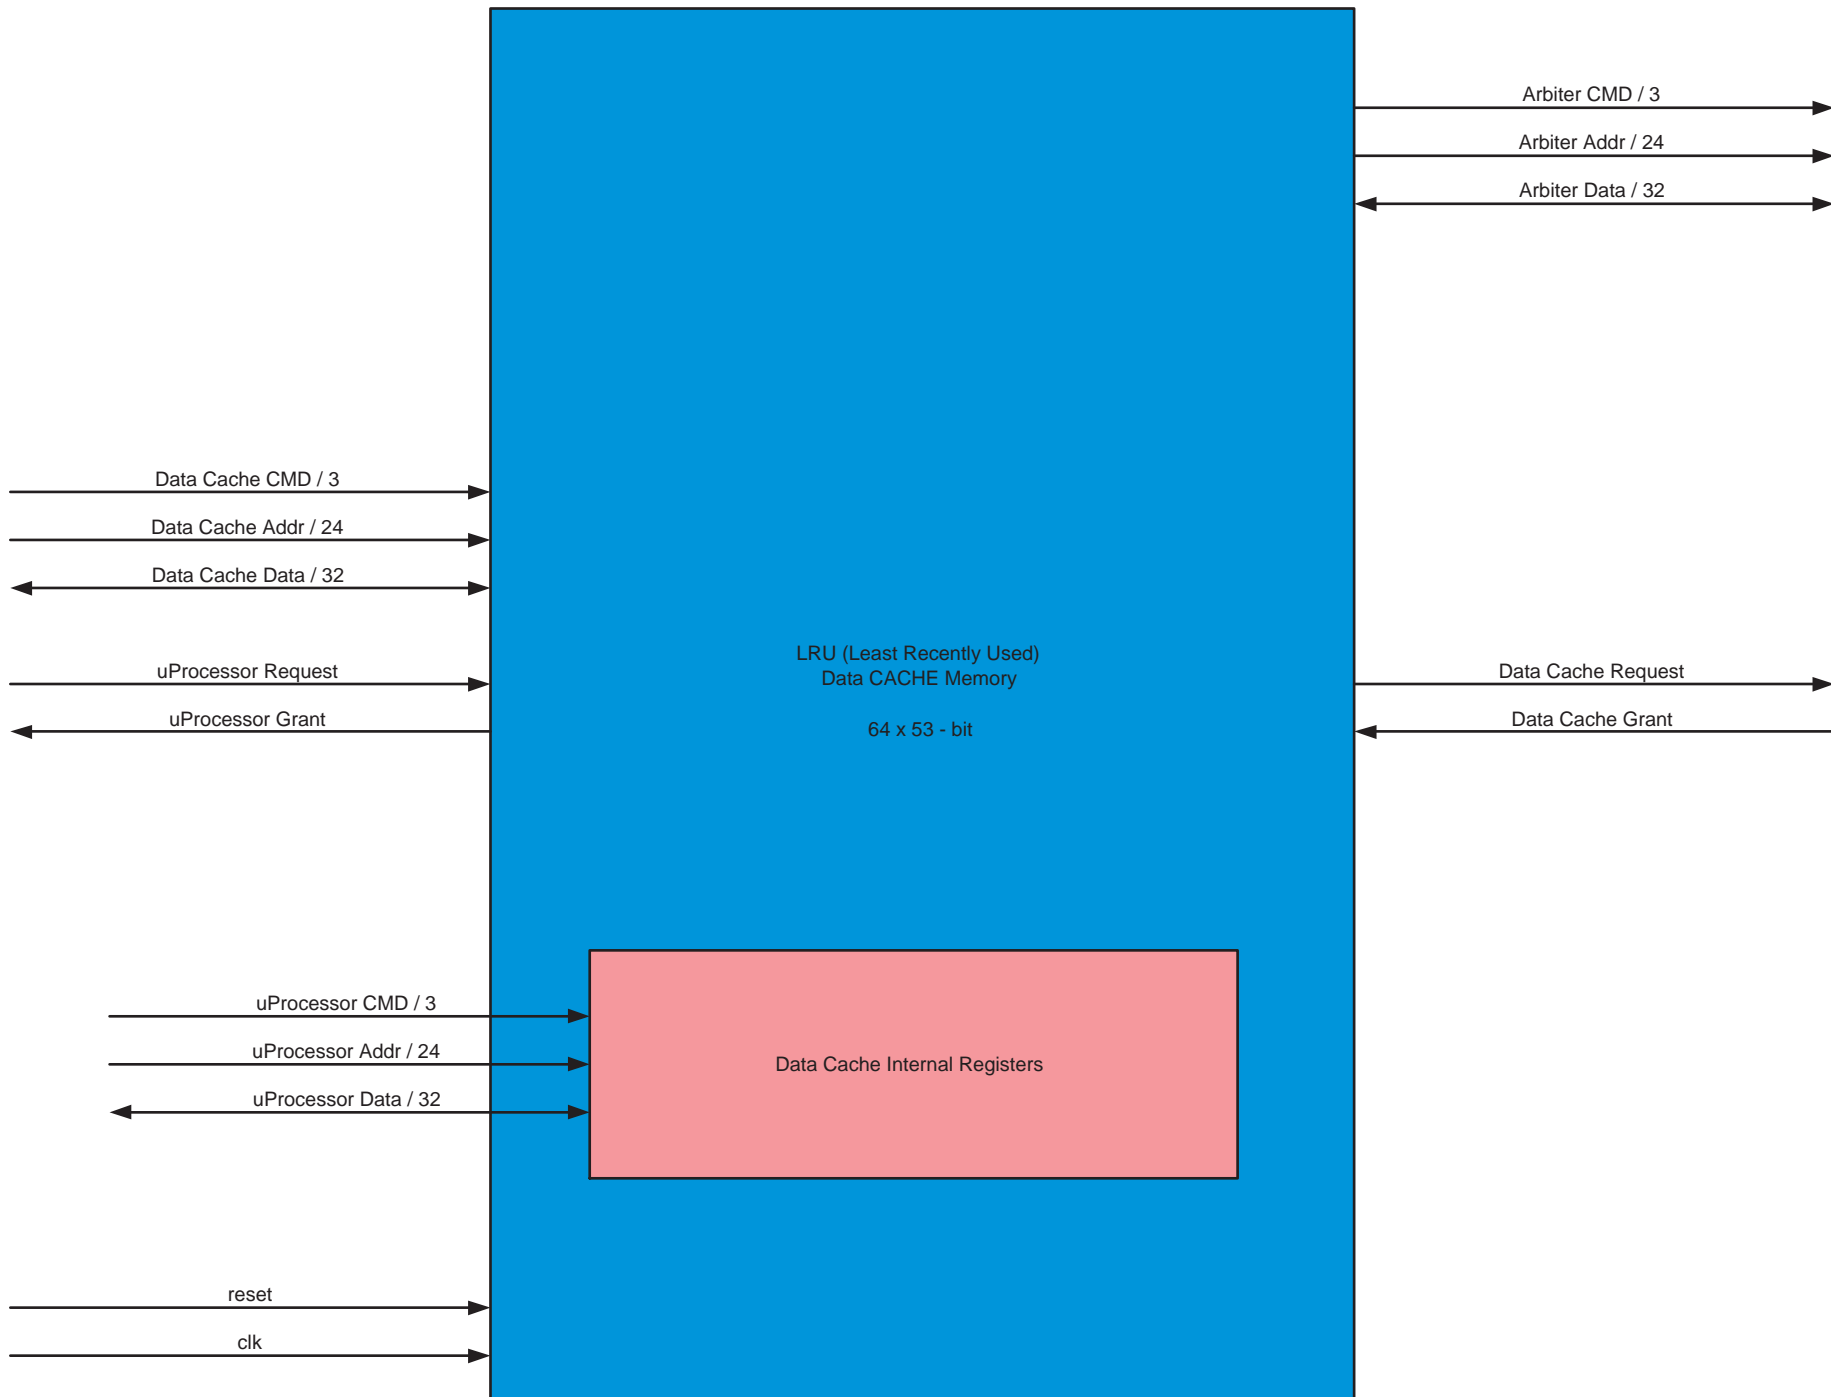 Arbiter CMD / 3
Arbiter Addr / 24
Arbiter Data / 32
Data Cache CMD / 3
Data Cache Addr / 24
Data Cache Data / 32
uProcessor Request
uProcessor Grant
LRU (Least Recently Used)
Data CACHE Memory
64 x 53 - bit
Data Cache Request
Data Cache Grant
uProcessor CMD / 3
uProcessor Addr / 24
uProcessor Data / 32
Data Cache Internal Registers
reset
clk